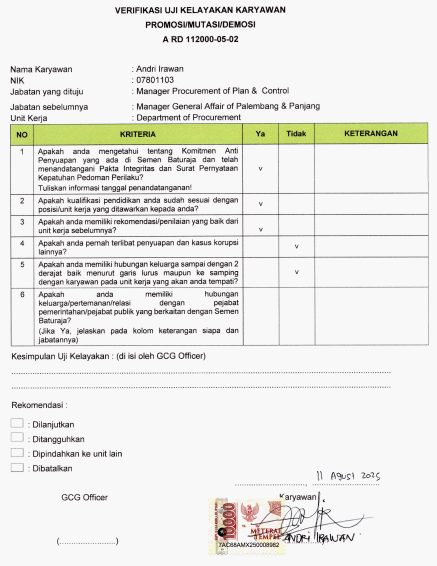 VERIFIKASI UJI KELAYAKAN KARYAWAN
PROMOSI/MUTASI/DEMOSI
A RD 112000-05-02
Nama Karyawan : Andri Irawan
NIK : 07801103
Jabatan yang dituju : Manager Procurement of Plan & Control
Jabatan sebelumnya : Manager General Affair of Palembang & Panjang
Unit Kerja : Department of Procurement
NO KRITERIA Ya Tidak KETERANGAN
1 Apakah anda mengetahui tentang Komitmen Anti
Penyuapan yang ada di Semen Baturaja dan telah
menandatangani Pakta Integritas dan Surat Pernyataan
Kepatuhan Pedoman Perilaku? v
Tuliskan informasi tanggal penandatanganan!
2 Apakah kualifikasi pendidikan anda sudah sesuai dengan
posisi/unit kerja yang ditawarkan kepada anda? v
3 Apakah anda memiliki rekomendasi/penilaian yang baik dari
unit kerja sebelumnya? v
4 Apakah anda pernah terlibat penyuapan dan kasus korupsi
lainnya? v
5 Apakah anda memiliki hubungan keluarga sampai dengan 2
derajat baik menurut garis lurus maupun ke samping
dengan karyawan pada unit kerja yang akan anda tempati? v
6 Apakah anda memiliki hubungan
keluarga/pertemanan/relasi dengan pejabat
pemerintahan/pejabat publik yang berkaitan dengan Semen
Baturaja?
(Jika Ya, jelaskan pada kolom keterangan siapa dan
jabatannya)
Kesimpulan Uji Kelayakan : (di isi oleh GCG Officer)
Rekomendasi :
: Dilanjutkan
: Ditangguhkan
: Dipindahkan ke unit lain
: Dibatalkan
11 Agust 2025
GCG Officer Karyawan
10000
METERAI
TEMPEL
7AC68AMX250008962
ANDRI IRAWAN
(......................)